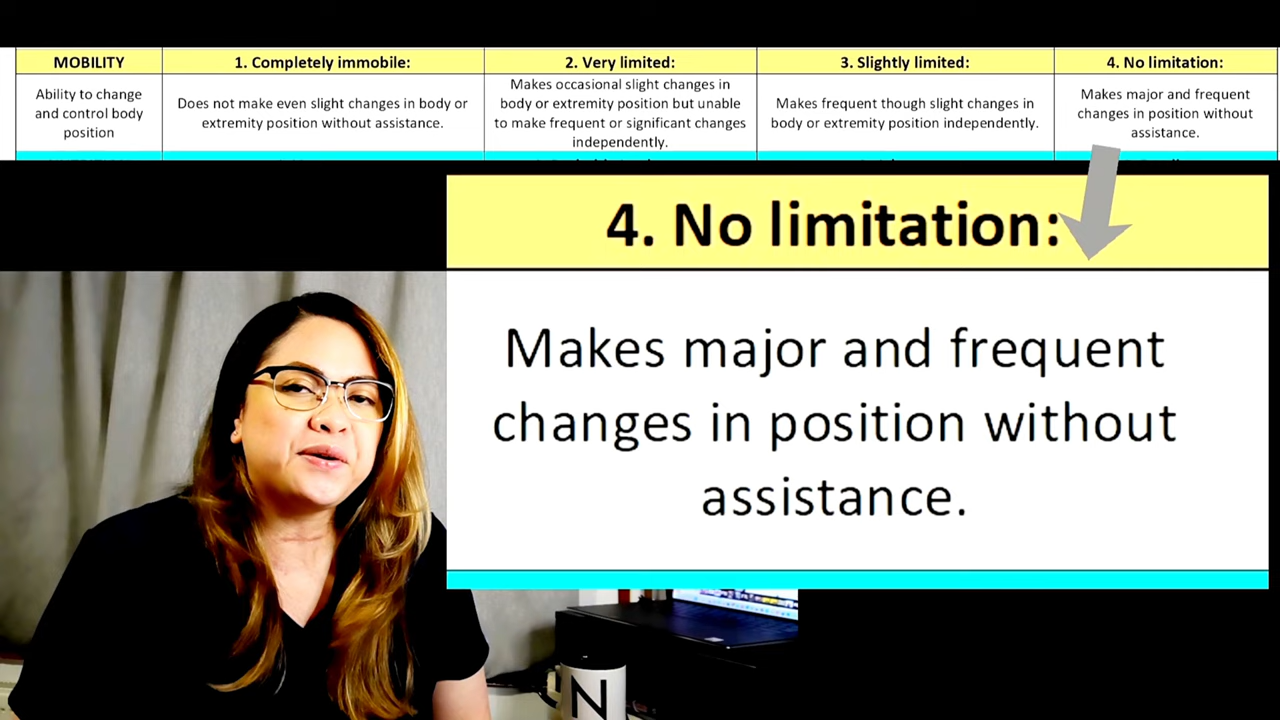 MOBILITY
1. Completely immobile:
2. Very limited:
3. Slightly limited:
4. No limitation:
Ability to change
and control body
position
Does not make even slight changes in body or
extremity position without assistance.
Makes occasional slight changes in
body or extremity position but unable
to make frequent or significant changes
independently.
Makes frequent though slight changes in
body or extremity position independently.
Makes major and frequent
changes in position without
assistance.
4. No limitation:
Makes major and frequent
changes in position without
assistance.
N